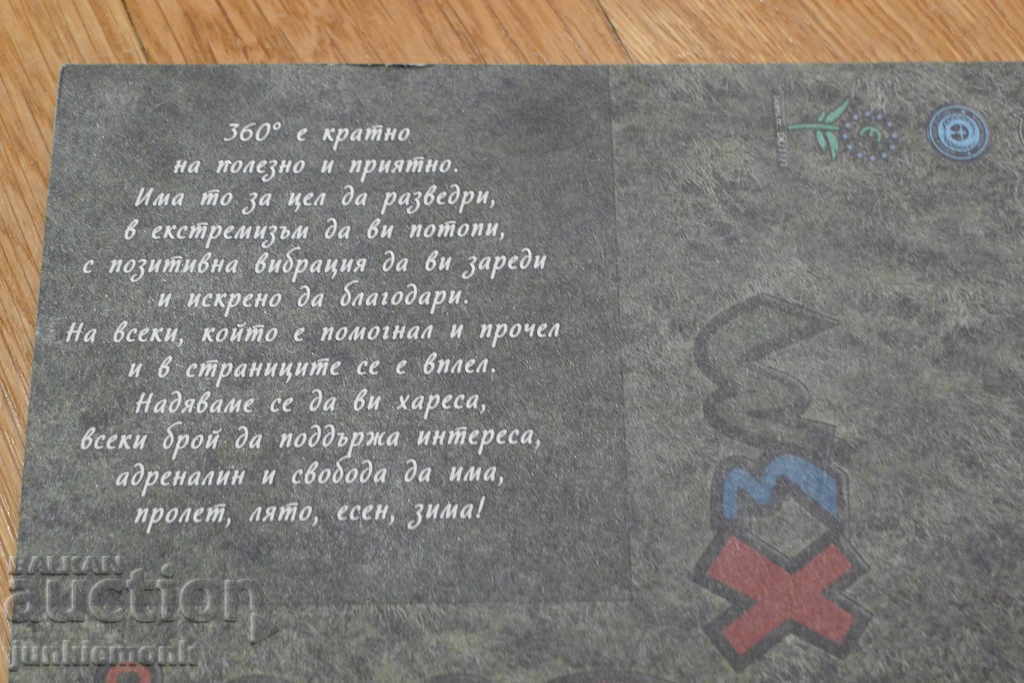 360° е кратно
на полезно и приятно.
Има то за цел да разведри,
в екстремизъм да ви потопи,
с позитивна вибрация да ви зареди
и искрено да благодари.
На всеки, който е помогнал и прочел
и в страниците се е вплел.
Надяваме се да ви хареса,
всеки брой да поддържа интереса,
адреналин и свобода да има,
пролет, лято, есен, зима!
BALKAN
auction
junkiemonk